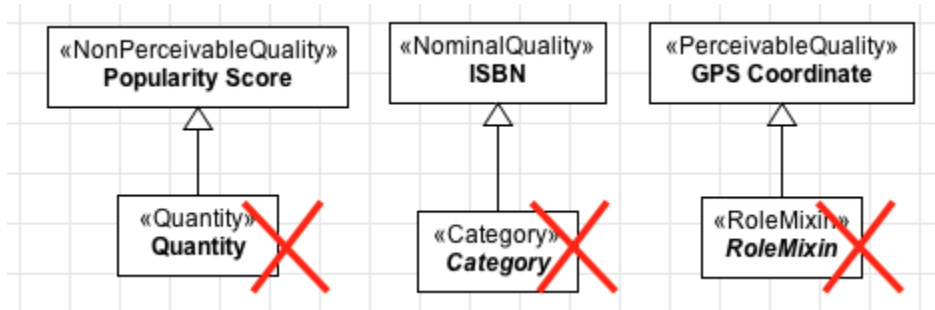 «NonPerceivableQuality»
Popularity Score
«NominalQuality»
ISBN
«PerceivableQuality»
GPS Coordinate
«Quantity»
Quantity
«Category»
Category
«RoleMixin»
RoleMixin